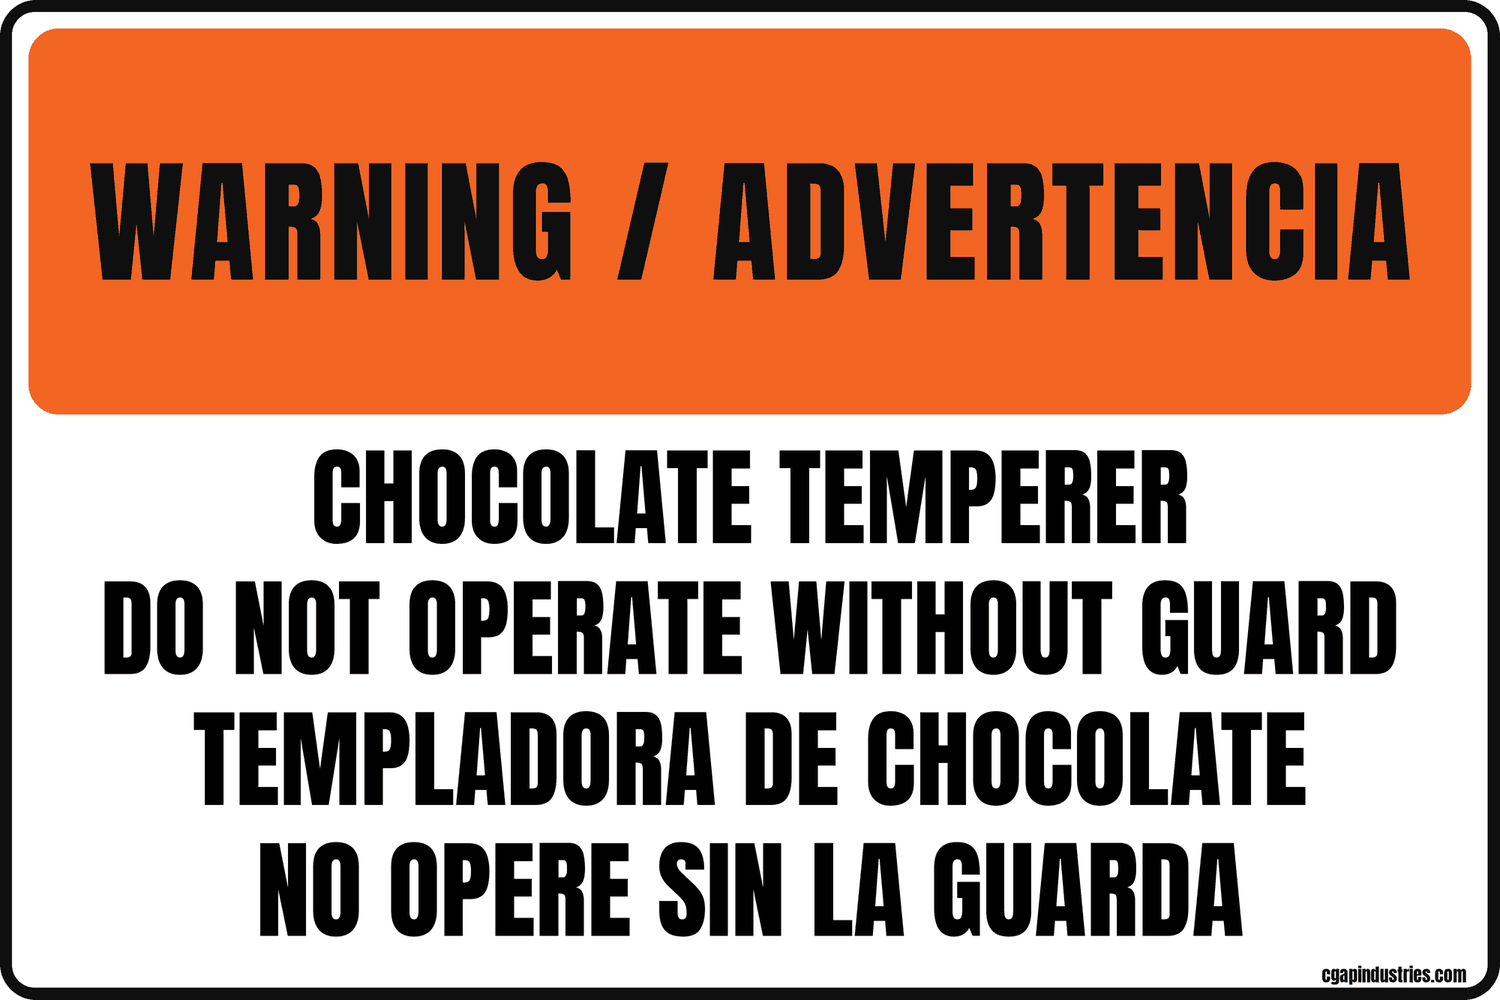 WARNING / ADVERTENCIA
CHOCOLATE TEMPERER
DO NOT OPERATE WITHOUT GUARD
TEMPLADORA DE CHOCOLATE
NO OPERE SIN LA GUARDA
cgapindustries.com